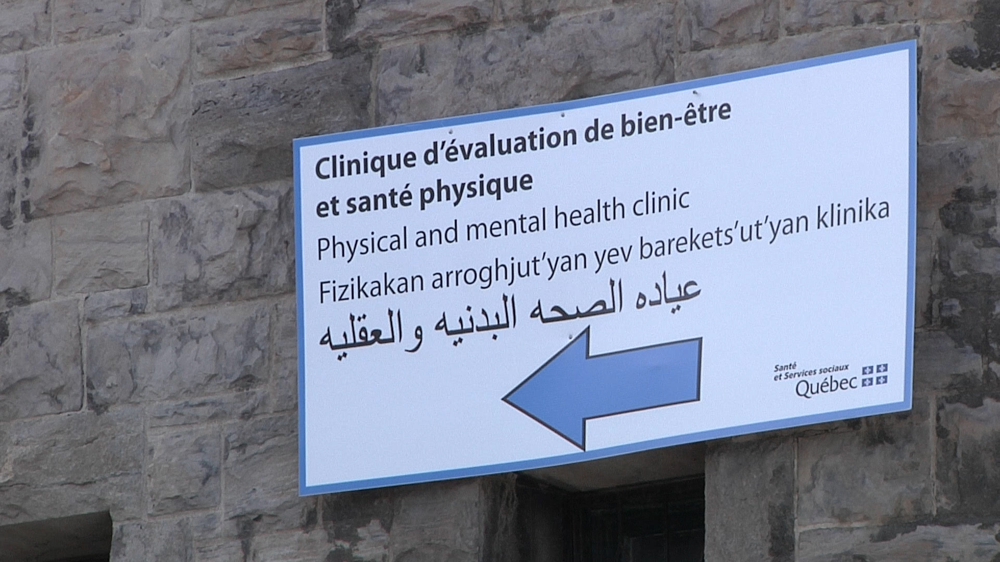 Clinique d'évaluation de bien-être
et santé physique
Physical and mental health clinic
Fizikakan arroghjut'yan yev barekets'ut'yan klinika
عياده الصحه البدنيه و العقليه
Santé
et Services sociaux
Québec